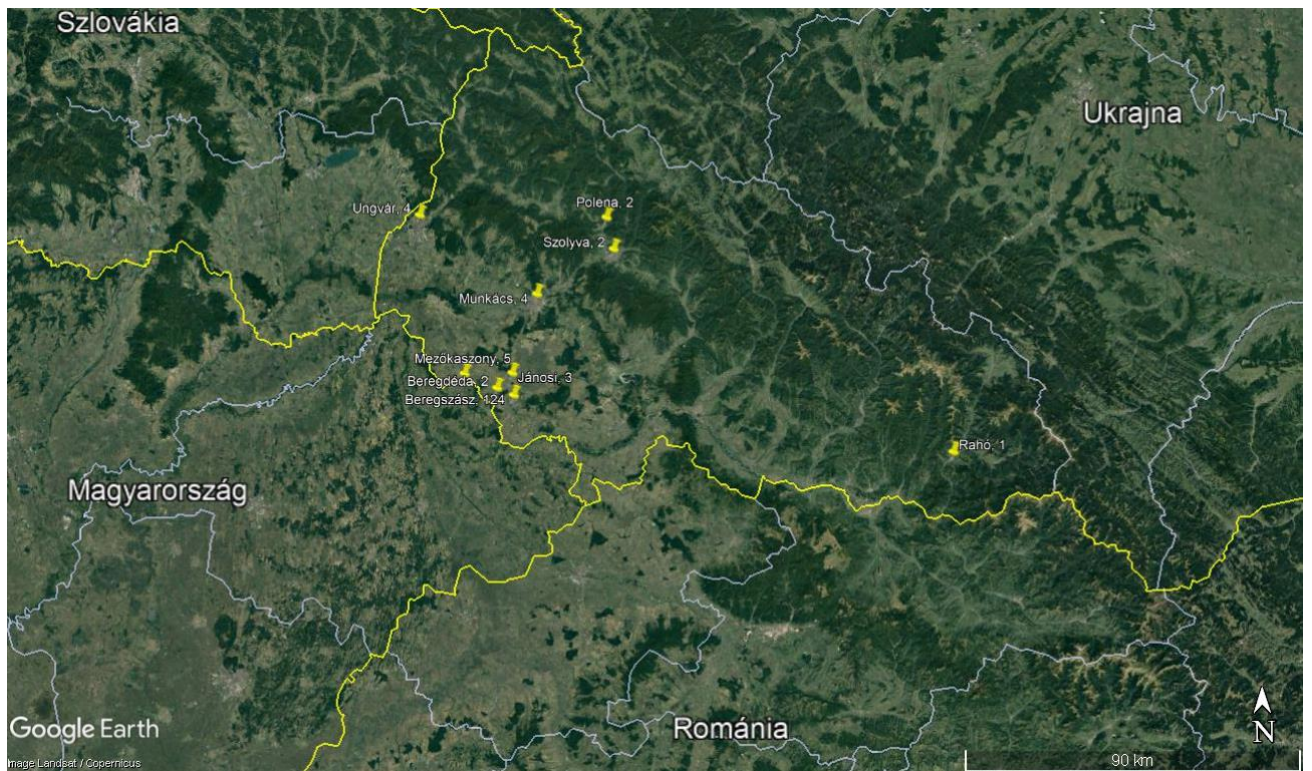 Szlovákia
Ukrajna
Polena, 2
Ungvár, 4
Szolyva, 2
Munkács, 4
Mezőkaszony, 5
Jánosi, 3
Beregdéda, 2
Beregszász, 124
Rahó, 1
Magyarország
Románia
Google Earth
N
90 km
Image Landsat / Copernicus